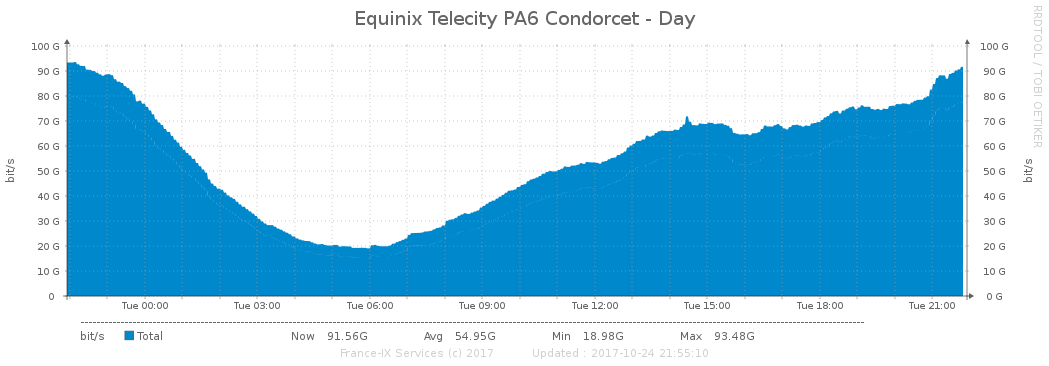 Equinix Telecity PA6 Condorcet - Day
RRDTOOL / TOBI OETIKER
100 G 100 G
90 G 90 G
80 G 80 G
70 G 70 G
60 G 60 G
bit/s bit/s
50 G 50 G
40 G 40 G
30 G 30 G
20 G 20 G
10 G 10 G
0 0 G
Tue 00:00 Tue 03:00 Tue 06:00 Tue 09:00 Tue 12:00 Tue 15:00 Tue 18:00 Tue 21:00
bit/s Total Now 91.56G Avg 54.95G Min 18.98G Max 93.48G
France-IX Services (c) 2017 Updated : 2017-10-24 21:55:10